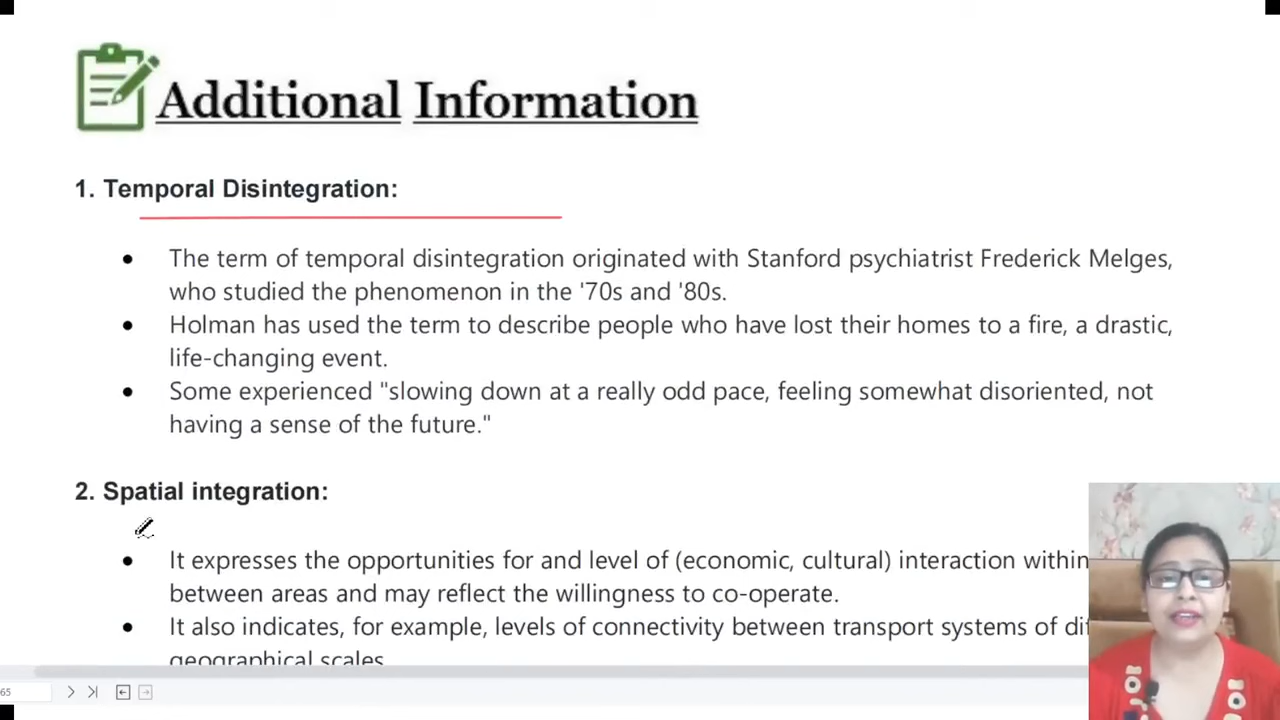 Additional Information
1. Temporal Disintegration:
• The term of temporal disintegration originated with Stanford psychiatrist Frederick Melges,
who studied the phenomenon in the '70s and '80s.
• Holman has used the term to describe people who have lost their homes to a fire, a drastic,
life-changing event.
• Some experienced "slowing down at a really odd pace, feeling somewhat disoriented, not
having a sense of the future."
2. Spatial integration:
• It expresses the opportunities for and level of (economic, cultural) interaction within
between areas and may reflect the willingness to co-operate.
• It also indicates, for example, levels of connectivity between transport systems of
geographical scales
65